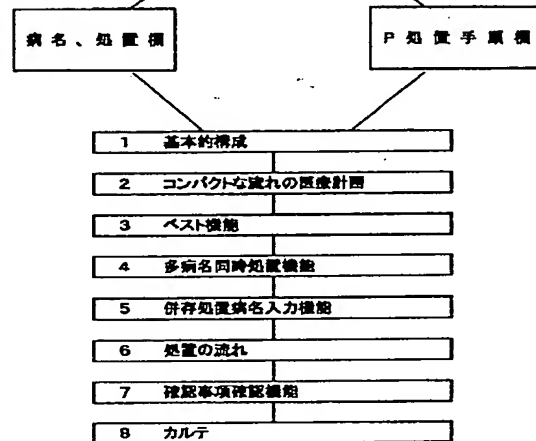 病名、処置欄
P処置手順欄
1 基本的構成
2 コンパクトな流れの医療計画
3 ベスト機能
4 多病名同時処置機能
5 併存処置病名入力機能
6 処置の流れ
7 確認事項確認機能
8 カルテ